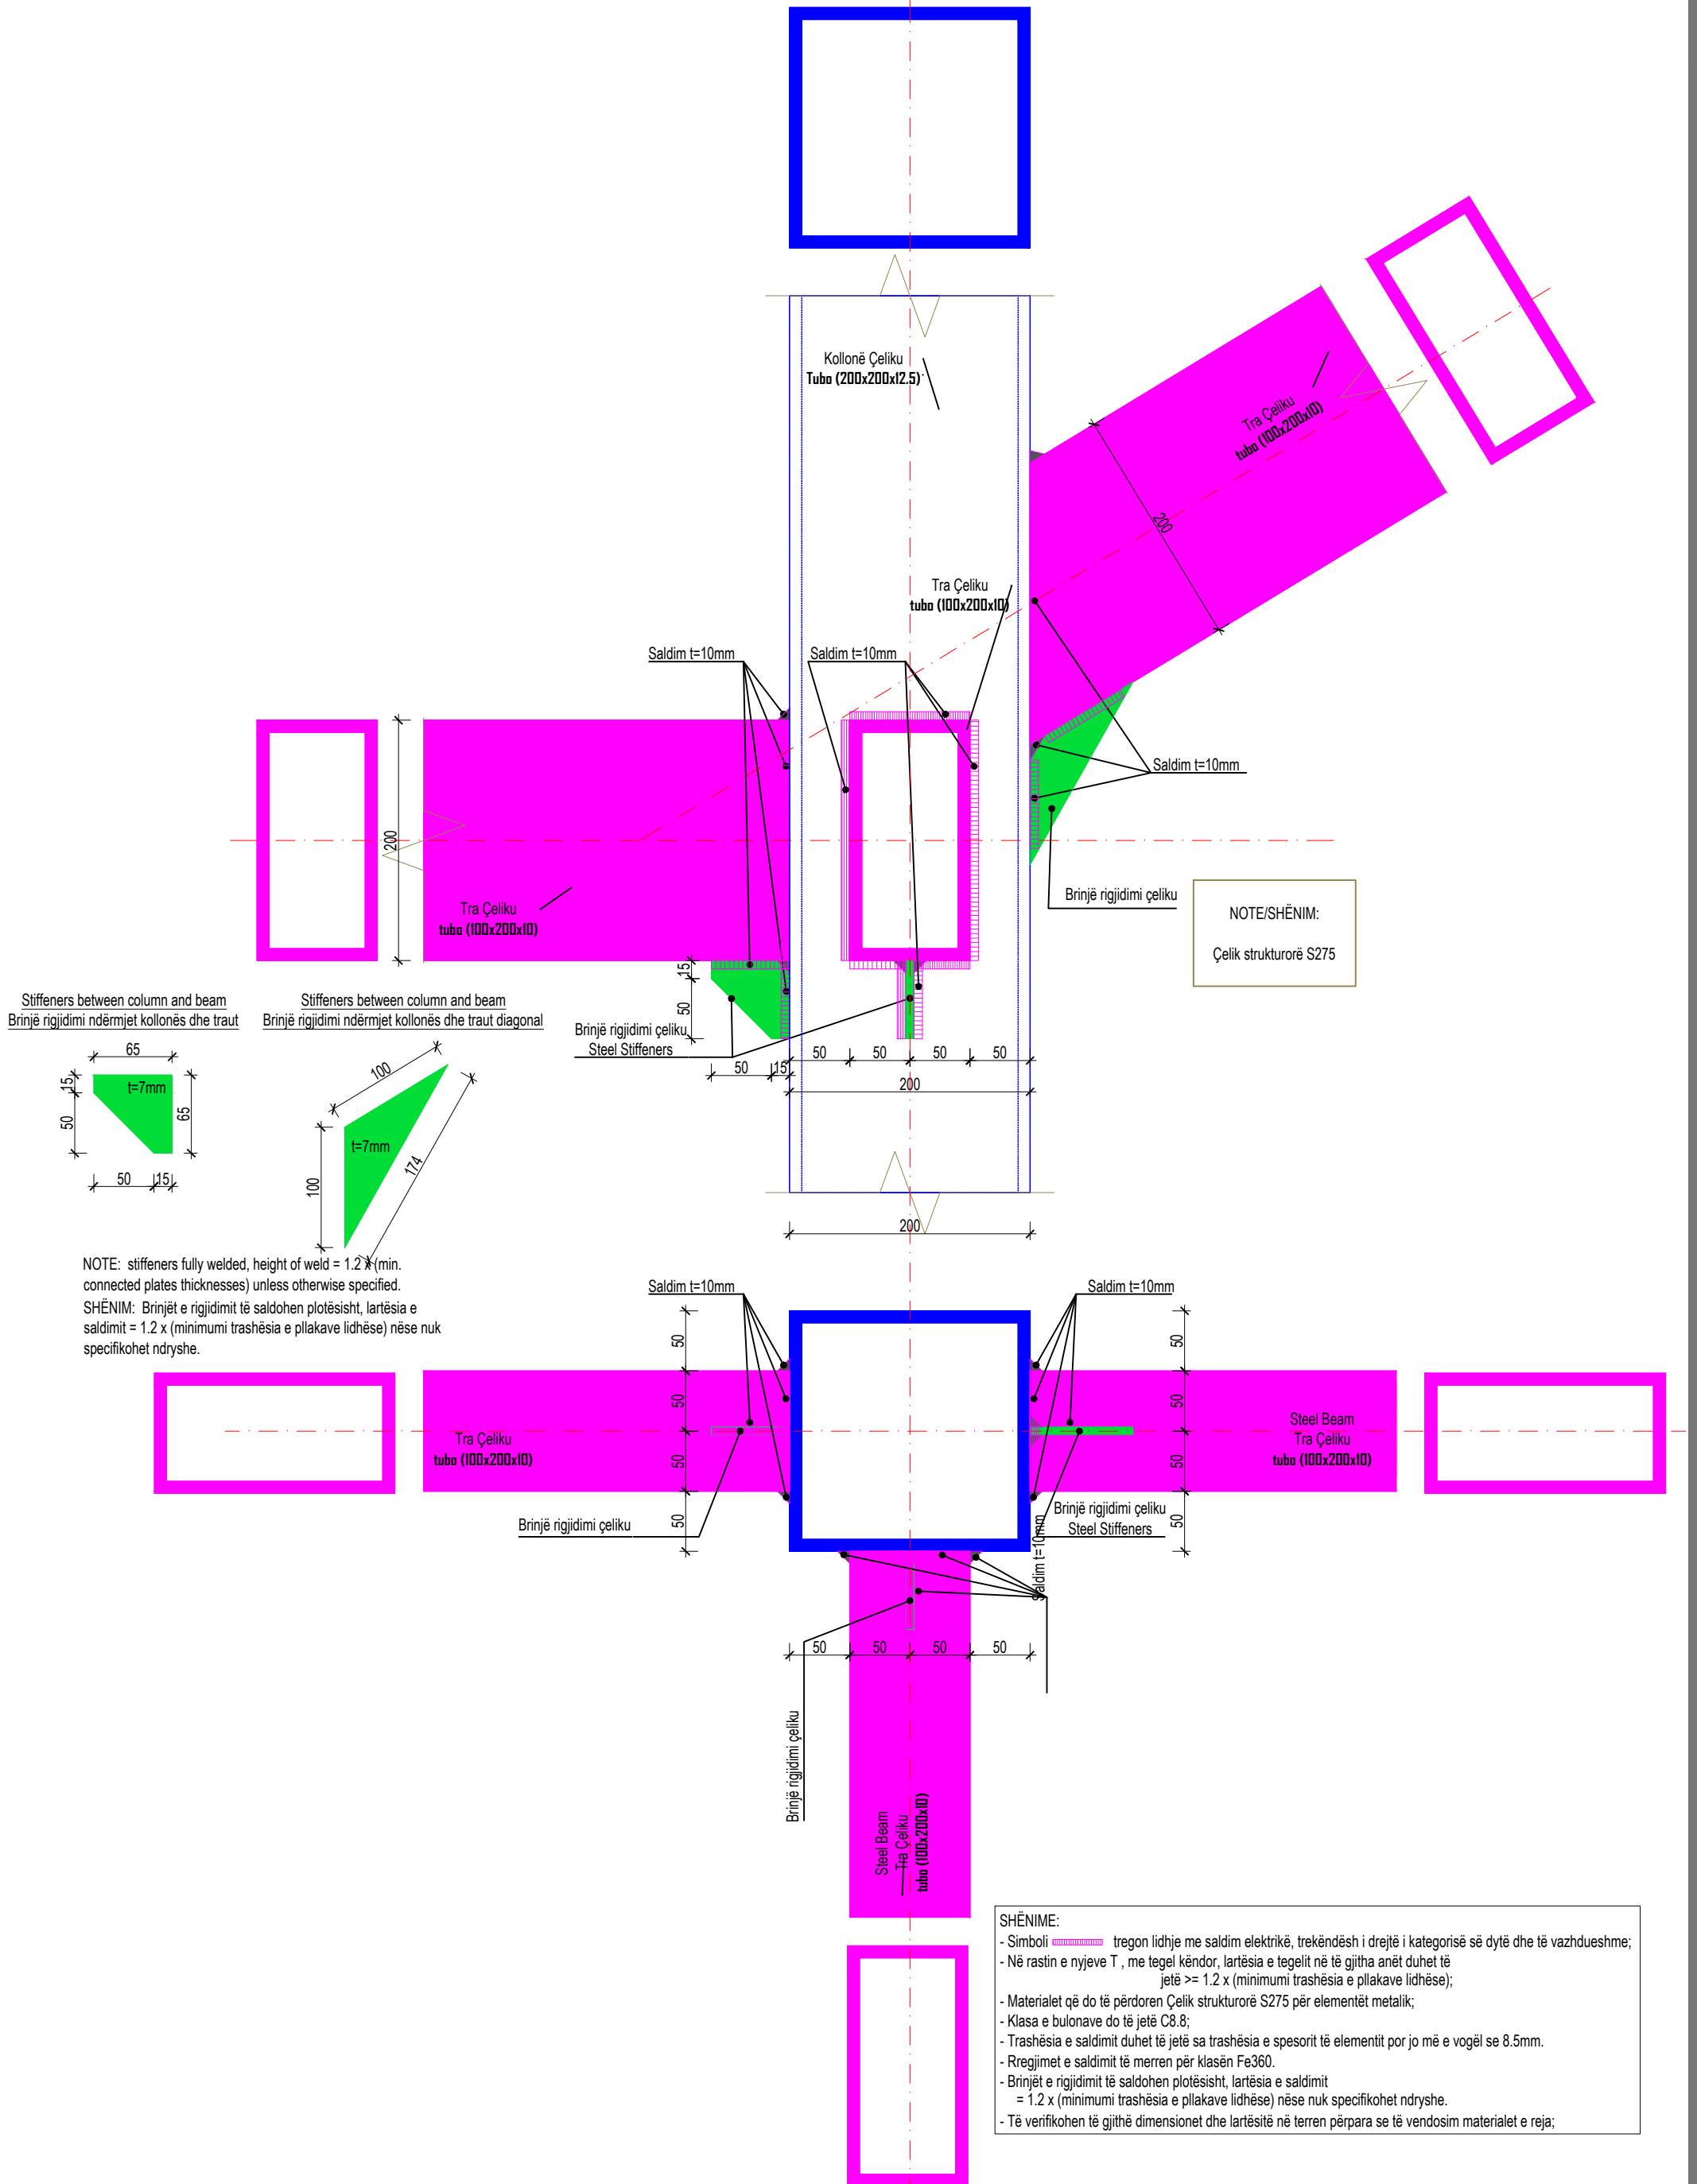 Kollonë Çeliku
Tubo (200x200x12.5)
Tra Çeliku
tubo (100x200x10)
200
Tra Çeliku
tubo (100x200x10)
Saldim t=10mm
Saldim t=10mm
Saldim t=10mm
200
Tra Çeliku
tubo (100x200x10)
Brinjë rigjidimi çeliku
NOTE/SHËNIM:
Çelik strukturorë S275
15
50
Brinjë rigjidimi çeliku
Steel Stiffeners
50
15
50
50
50
50
200
Stiffeners between column and beam
Brinjë rigjidimi ndërmjet kollonës dhe traut
65
15
50
t=7mm
65
50
15
Stiffeners between column and beam
Brinjë rigjidimi ndërmjet kollonës dhe traut diagonal
100
t=7mm
100
174
200
NOTE: stiffeners fully welded, height of weld = 1.2 x (min.
connected plates thicknesses) unless otherwise specified.
SHËNIM: Brinjët e rigjidimit të saldohen plotësisht, lartësia e
saldimit = 1.2 x (minimumi trashësia e pllakave lidhëse) nëse nuk
specifikohet ndryshe.
Saldim t=10mm
Saldim t=10mm
50
50
50
50
50
50
50
50
Tra Çeliku
tubo (100x200x10)
Steel Beam
Tra Çeliku
tubo (100x200x10)
Brinjë rigjidimi çeliku
Brinjë rigjidimi çeliku
Steel Stiffeners
Saldim t=10mm
50
50
50
50
Brinjë rigjidimi çeliku
Steel Beam
Tra Çeliku
tubo (100x200x10)
SHËNIME:
- Simboli tregon lidhje me saldim elektrikë, trekëndësh i drejtë i kategorisë së dytë dhe të vazhdueshme;
- Në rastin e nyjeve T , me tegel këndor, lartësia e tegelit në të gjitha anët duhet të
jetë >= 1.2 x (minimumi trashësia e pllakave lidhëse);
- Materialet që do të përdoren Çelik strukturorë S275 për elementët metalik;
- Klasa e bulonave do të jetë C8.8;
- Trashësia e saldimit duhet të jetë sa trashësia e spesorit të elementit por jo më e vogël se 8.5mm.
- Rregjimet e saldimit të merren për klasën Fe360.
- Brinjët e rigjidimit të saldohen plotësisht, lartësia e saldimit
= 1.2 x (minimumi trashësia e pllakave lidhëse) nëse nuk specifikohet ndryshe.
- Të verifikohen të gjithë dimensionet dhe lartësitë në terren përpara se të vendosim materialet e reja;